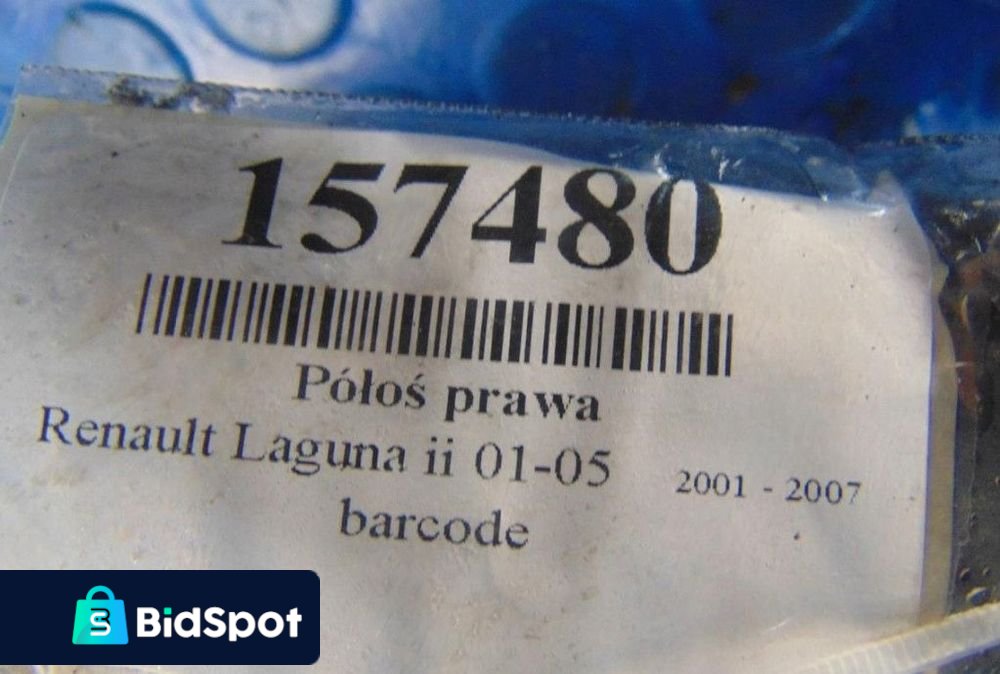 157480
Półoś prawa
Renault Laguna ii 01-05 2001 - 2007
barcode
BidSpot